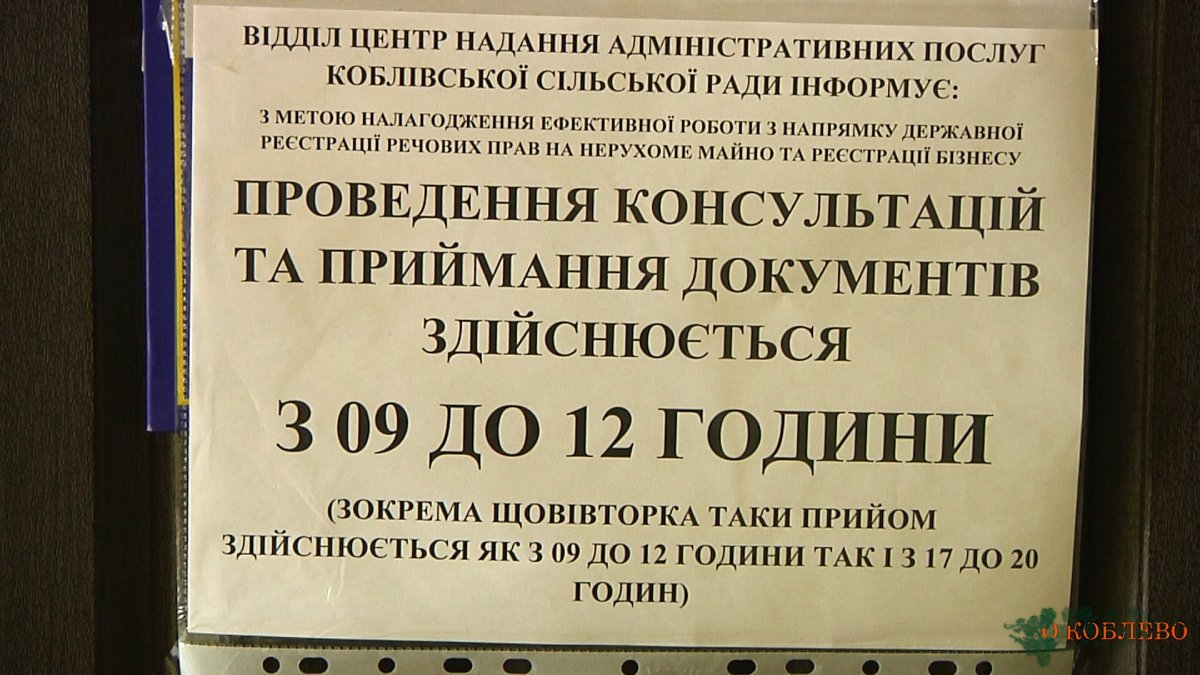 ВІДДІЛ ЦЕНТР НАДАННЯ АДМІНІСТРАТИВНИХ ПОСЛУГ
КОБЛІВСЬКОЇ СІЛЬСЬКОЇ РАДИ ІНФОРМУЄ:
З МЕТОЮ НАЛАГОДЖЕННЯ ЕФЕКТИВНОЇ РОБОТИ З НАПРЯМКУ ДЕРЖАВНОЇ
РЕЄСТРАЦІЇ РЕЧОВИХ ПРАВ НА НЕРУХОМЕ МАЙНО ТА РЕЄСТРАЦІЇ БІЗНЕСУ
ПРОВЕДЕННЯ КОНСУЛЬТАЦІЙ
ТА ПРИЙМАННЯ ДОКУМЕНТІВ
ЗДІЙСНЮЄТЬСЯ
З 09 ДО 12 ГОДИНИ
(ЗОКРЕМА ЩОВІВТОРКА ТАКИ ПРИЙОМ
ЗДІЙСНЮЄТЬСЯ ЯК З 09 ДО 12 ГОДИНИ ТАК І З 17 ДО 20
ГОДИН)
О КОБЛЕВО